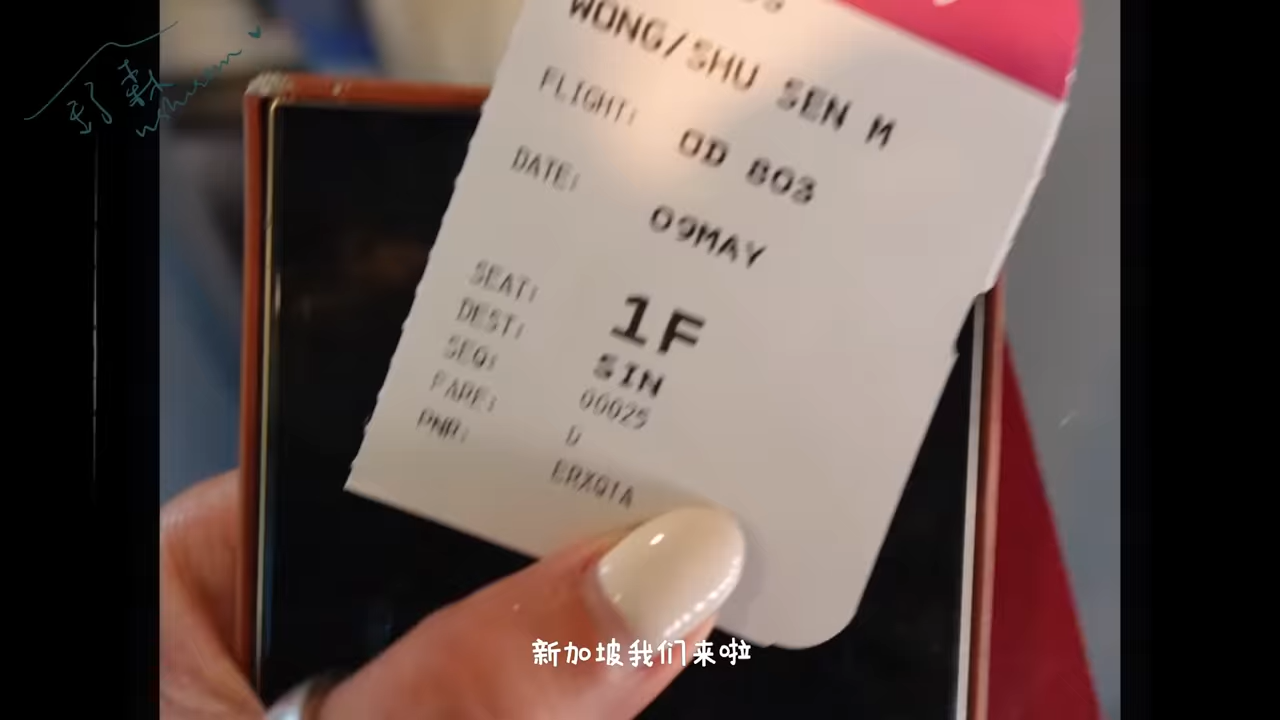 WONG/SHU SEN M
FLIGHT:
OD 803
DATE:
09MAY
SEAT:
1F
DEST:
SIN
SEQ:
00025
FARE:
D
PNR:
ERXQTA
新加坡我们来啦